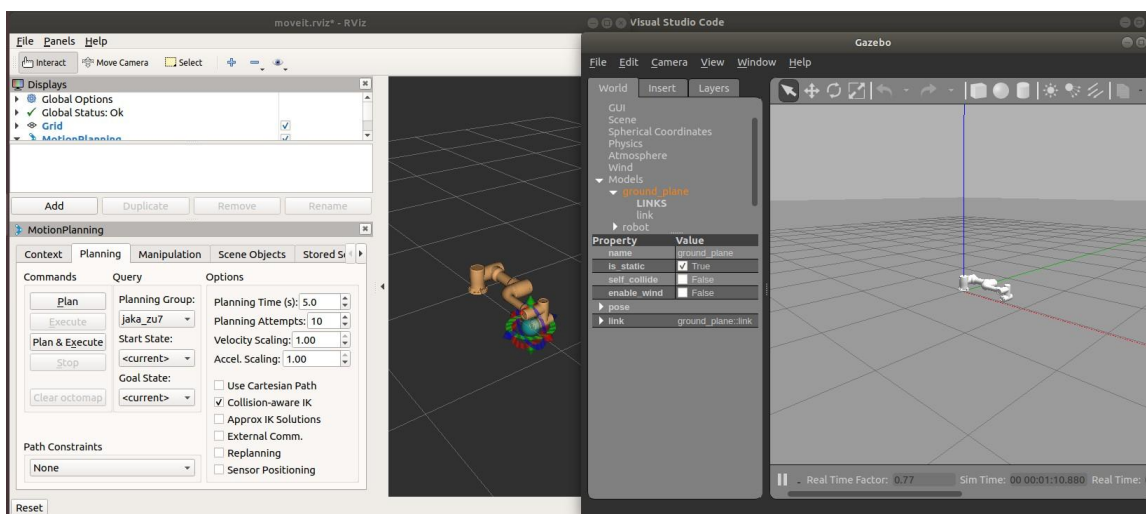 moveit.rviz* - RViz
File Panels Help
Interact Move Camera Select
Displays
Global Options
Global Status: Ok
Grid
MotionPlanning
Add Duplicate Remove Rename
MotionPlanning
Context Planning Manipulation Scene Objects Stored
Commands Query Options
Plan
Execute
Plan & Execute
Stop
Clear octomap
Planning Group:
jaka_zu7
Start State:
<current>
Goal State:
<current>
Planning Time (s): 5.0
Planning Attempts: 10
Velocity Scaling: 1.00
Accel. Scaling: 1.00
Use Cartesian Path
Collision-aware IK
Approx IK Solutions
External Comm.
Replanning
Sensor Positioning
Path Constraints
None
Reset
Visual Studio Code
Gazebo
File Edit Camera View Window Help
World Insert Layers
GUI
Scene
Spherical Coordinates
Physics
Atmosphere
Wind
Models
ground_plane
LINKS
link
robot
Property Value
name ground_plane
is_static True
self_collide False
enable_wind False
pose
link ground_plane::link
Real Time Factor: 0.77 Sim Time: 00 00:01:10.880 Real Time: